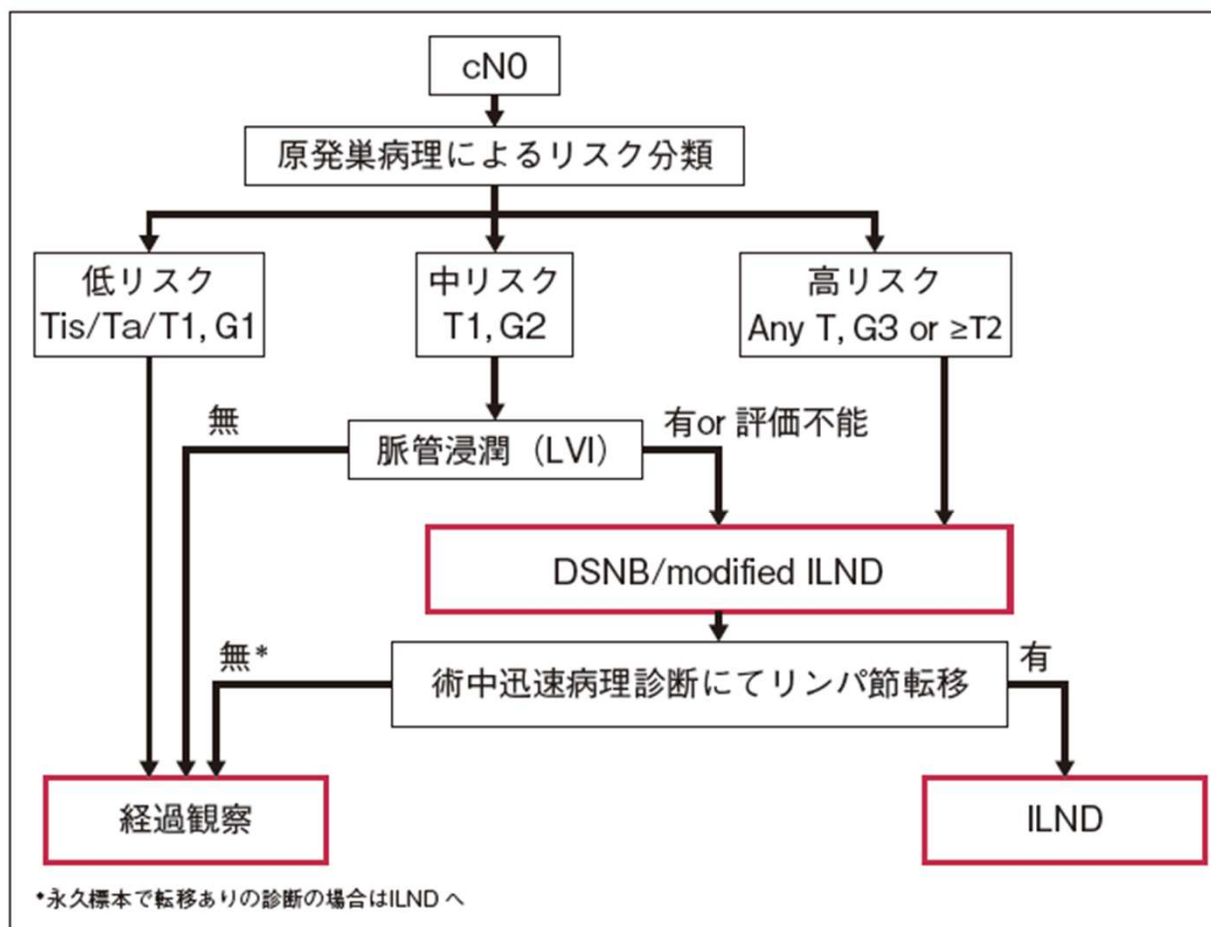 cN0
原発巣病理によるリスク分類
低リスク
Tis/Ta/T1, G1
中リスク
T1, G2
高リスク
Any T, G3 or ≥T2
無
脈管浸潤（LVI）
有or 評価不能
DSNB/modified ILND
無*
術中迅速病理診断にてリンパ節転移
有
経過観察
ILND
*永久標本で転移ありの診断の場合はILND へ